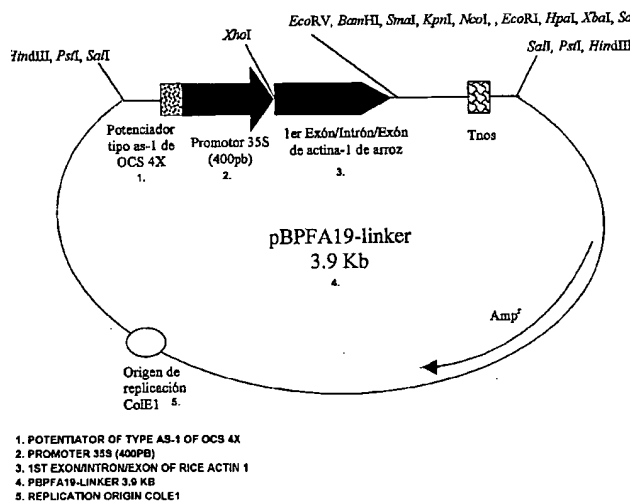 EcoRV, BamHI, SmaI, KpnI, NcoI, , EcoRI, HpaI, XbaI,
XhoI
HindIII, PstI, SalI
SalI, PstI, HindIII
Potenciador
tipo as-1 de
OCS 4X
1.
Promotor 35S
(400pb)
2.
1er Exón/Intrón/Exón
de actina-1 de arroz
3.
Tnos
pBPFA19-linker
3.9 Kb
4.
Ampr
Origen de
replicación
ColE1 5.
1. POTENTIATOR OF TYPE AS-1 OF OCS 4X
2. PROMOTER 35S (400PB)
3. 1ST EXON/INTRON/EXON OF RICE ACTIN 1
4. PBPFA19-LINKER 3.9 KB
5. REPLICATION ORIGIN COLE1